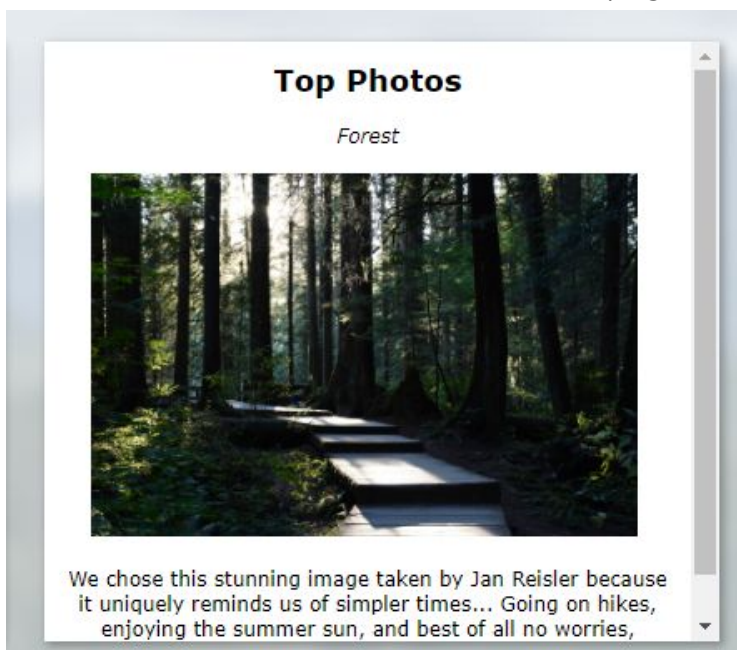 Top Photos
Forest
We chose this stunning image taken by Jan Reisler because
it uniquely reminds us of simpler times... Going on hikes,
enjoying the summer sun, and best of all no worries,